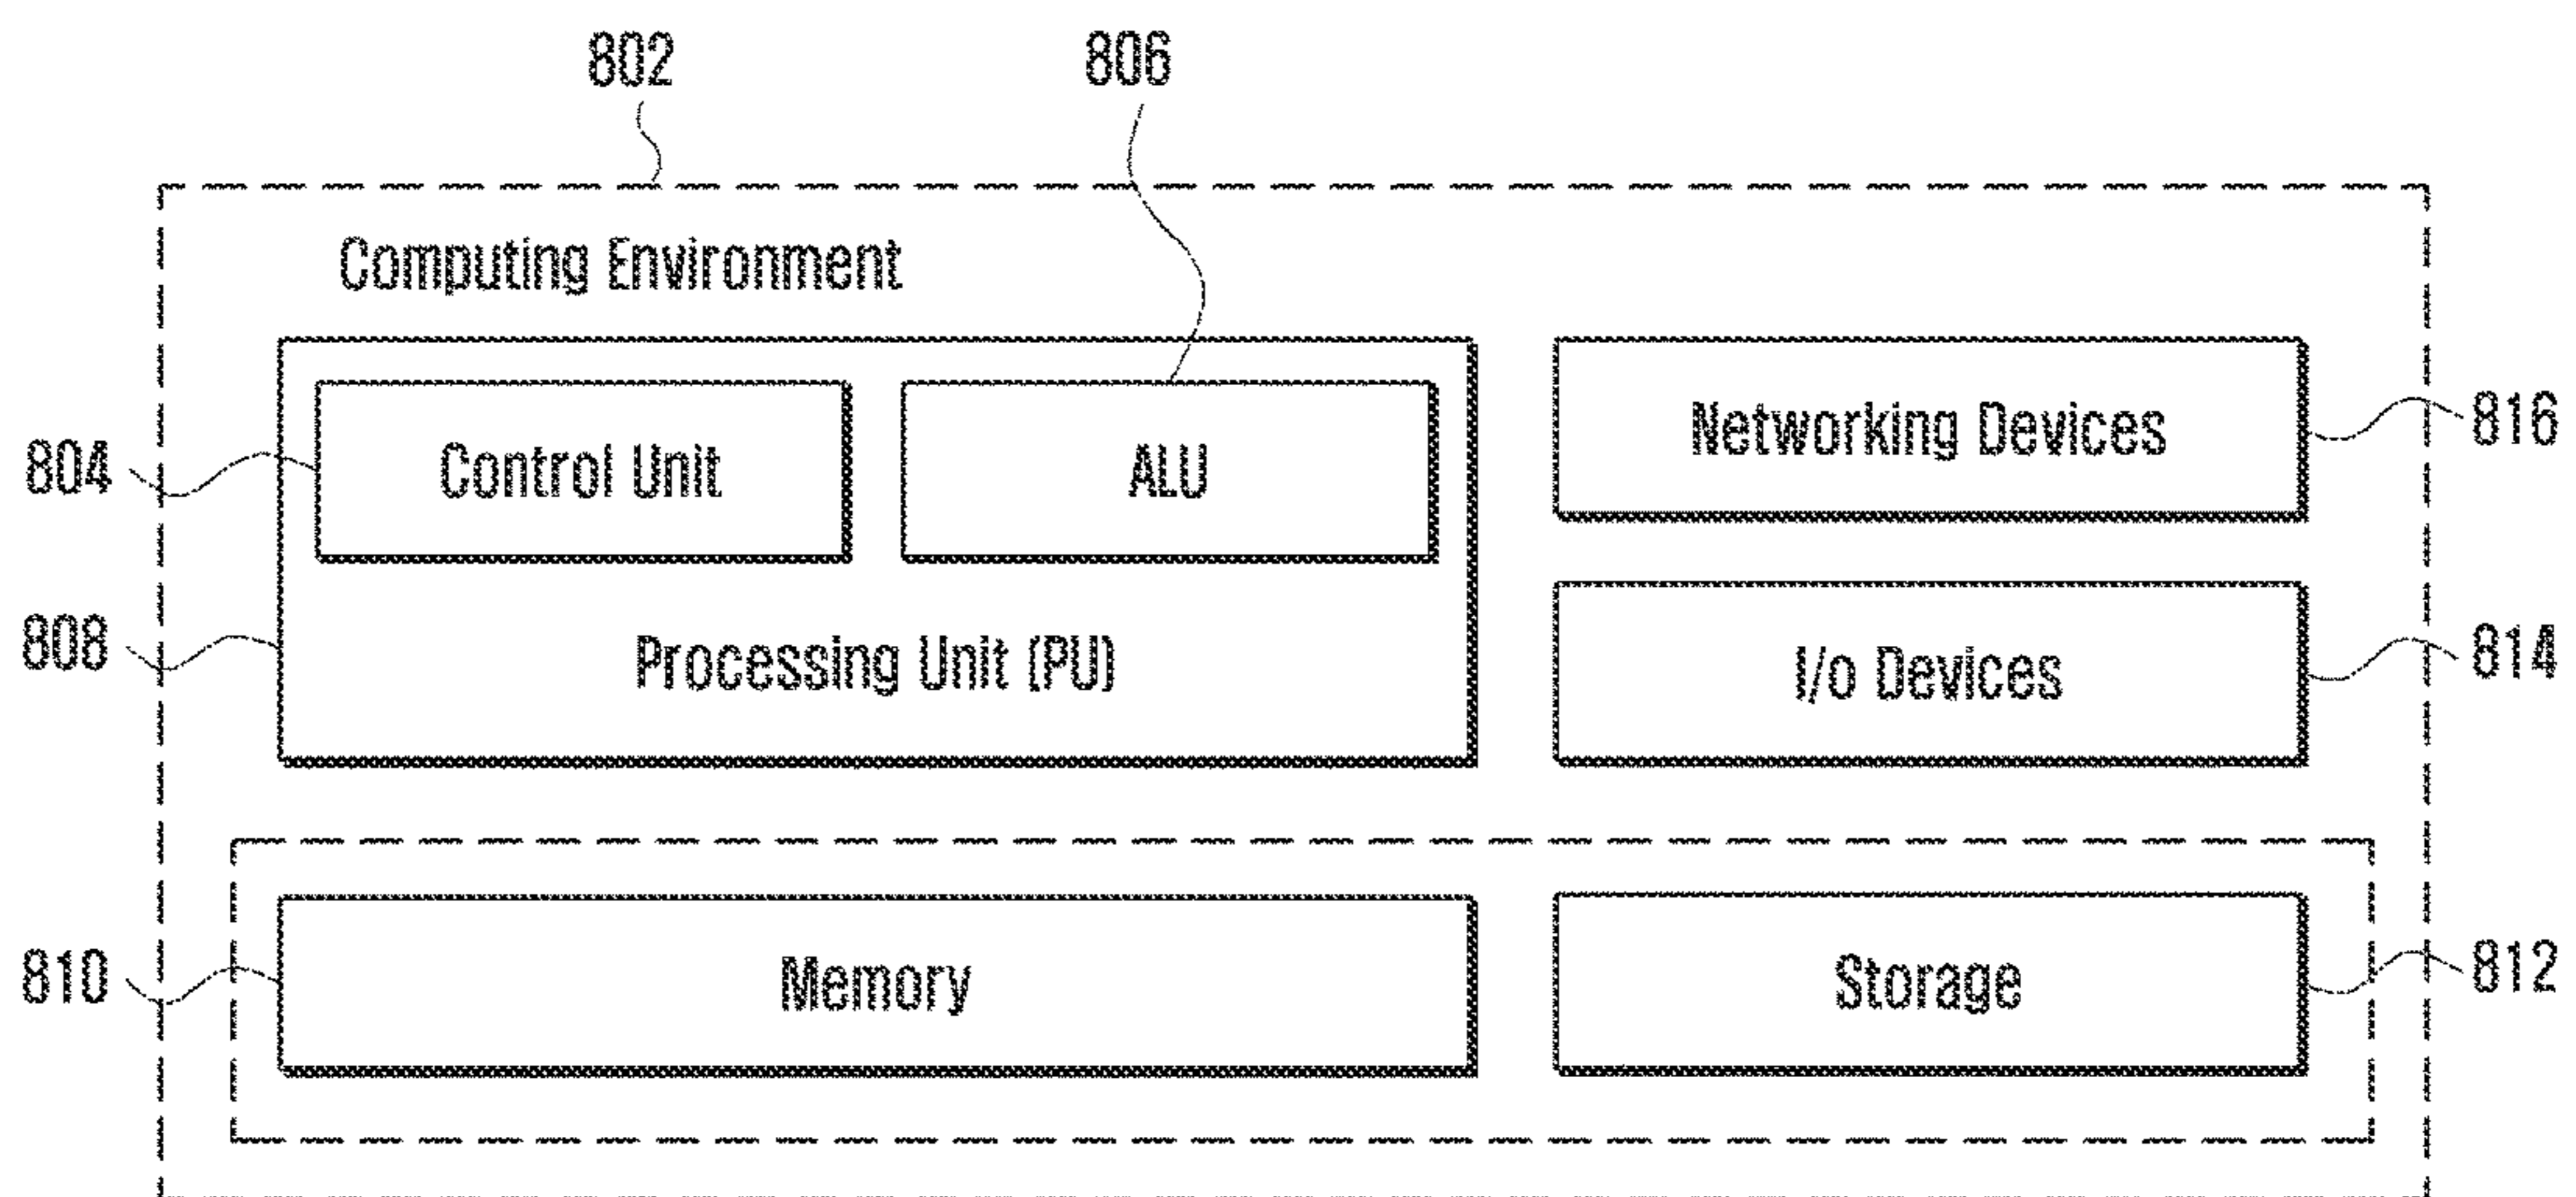 802
806
Computing Environment
804
Control Unit
ALU
Networking Devices
816
808
Processing Unit (PU)
I/o Devices
814
810
Memory
Storage
812